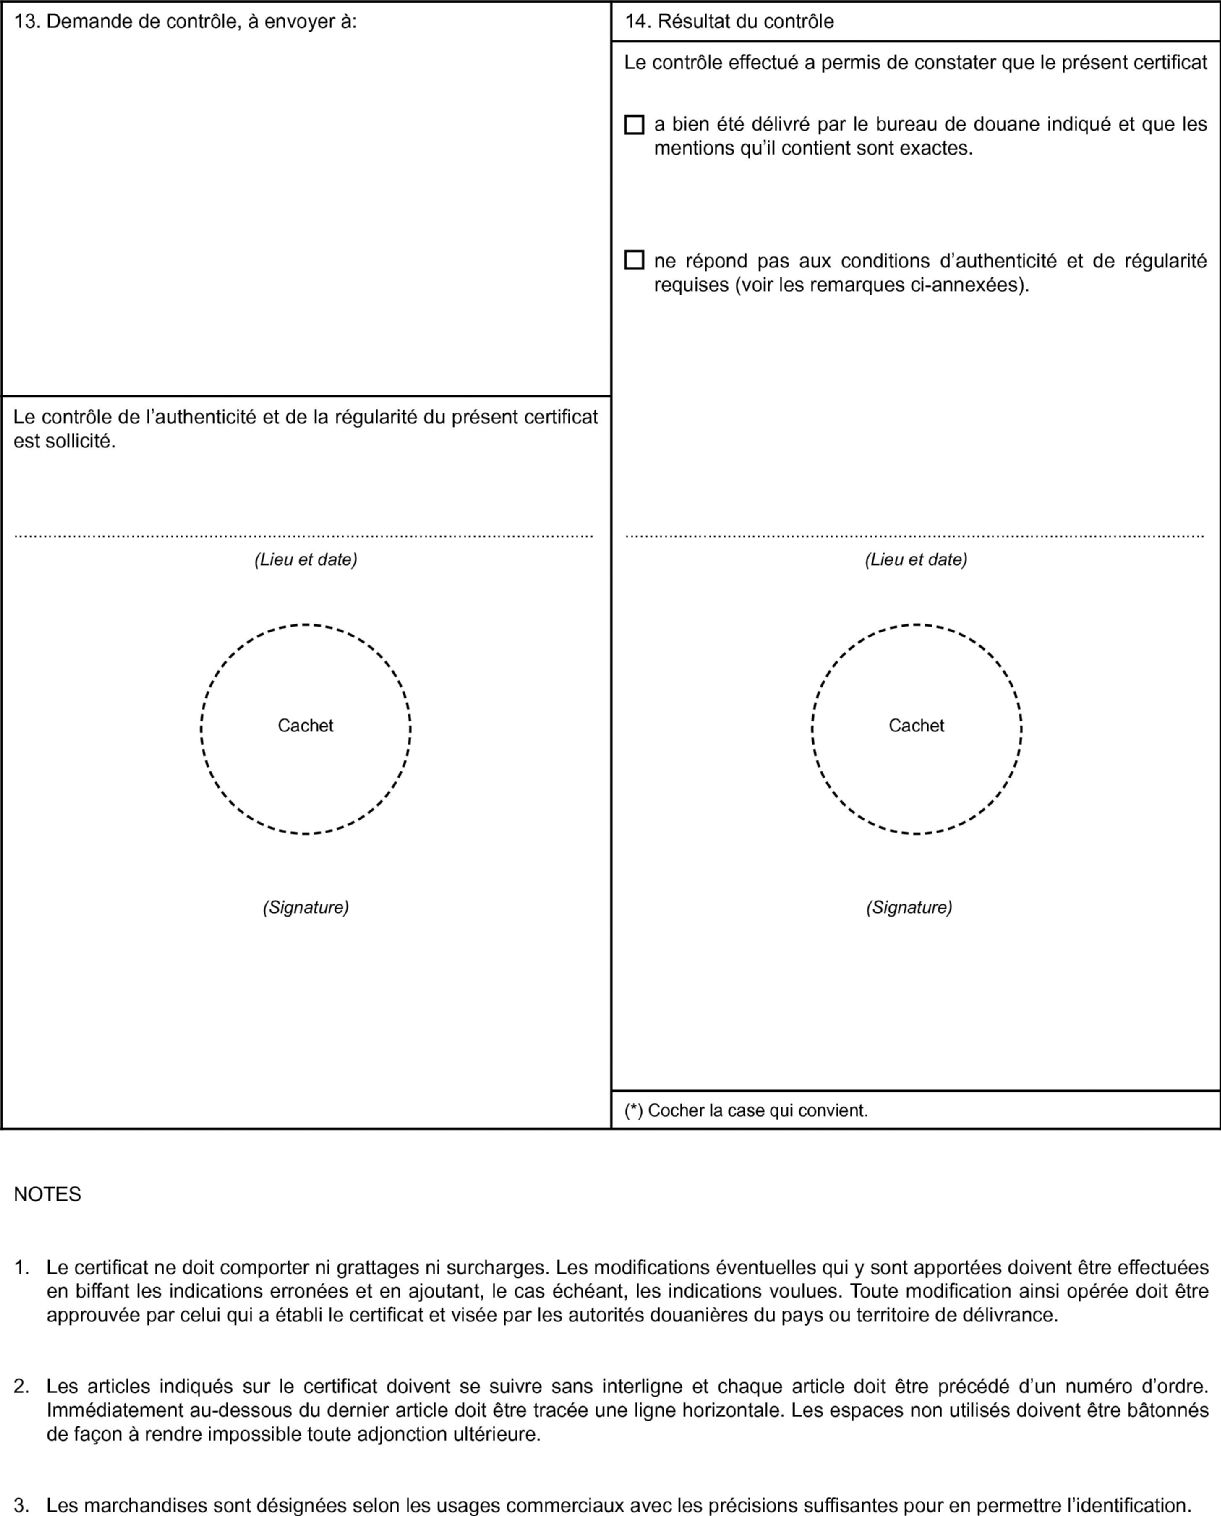 13. Demande de contrôle, à envoyer à:
Le contrôle de l'authenticité et de la régularité du présent certificat
est sollicité.
(Lieu et date)
Cachet
(Signature)
14. Résultat du contrôle
Le contrôle effectué a permis de constater que le présent certificat
a bien été délivré par le bureau de douane indiqué et que les
mentions qu'il contient sont exactes.
ne répond pas aux conditions d'authenticité et de régularité
requises (voir les remarques ci-annexées).
(Lieu et date)
Cachet
(Signature)
(*) Cocher la case qui convient.
NOTES
1. Le certificat ne doit comporter ni grattages ni surcharges. Les modifications éventuelles qui y sont apportées doivent être effectuées
en biffant les indications erronées et en ajoutant, le cas échéant, les indications voulues. Toute modification ainsi opérée doit être
approuvée par celui qui a établi le certificat et visée par les autorités douanières du pays ou territoire de délivrance.
2. Les articles indiqués sur le certificat doivent se suivre sans interligne et chaque article doit être précédé d'un numéro d'ordre.
Immédiatement au-dessous du dernier article doit être tracée une ligne horizontale. Les espaces non utilisés doivent être bâtonnés
de façon à rendre impossible toute adjonction ultérieure.
3. Les marchandises sont désignées selon les usages commerciaux avec les précisions suffisantes pour en permettre l'identification.